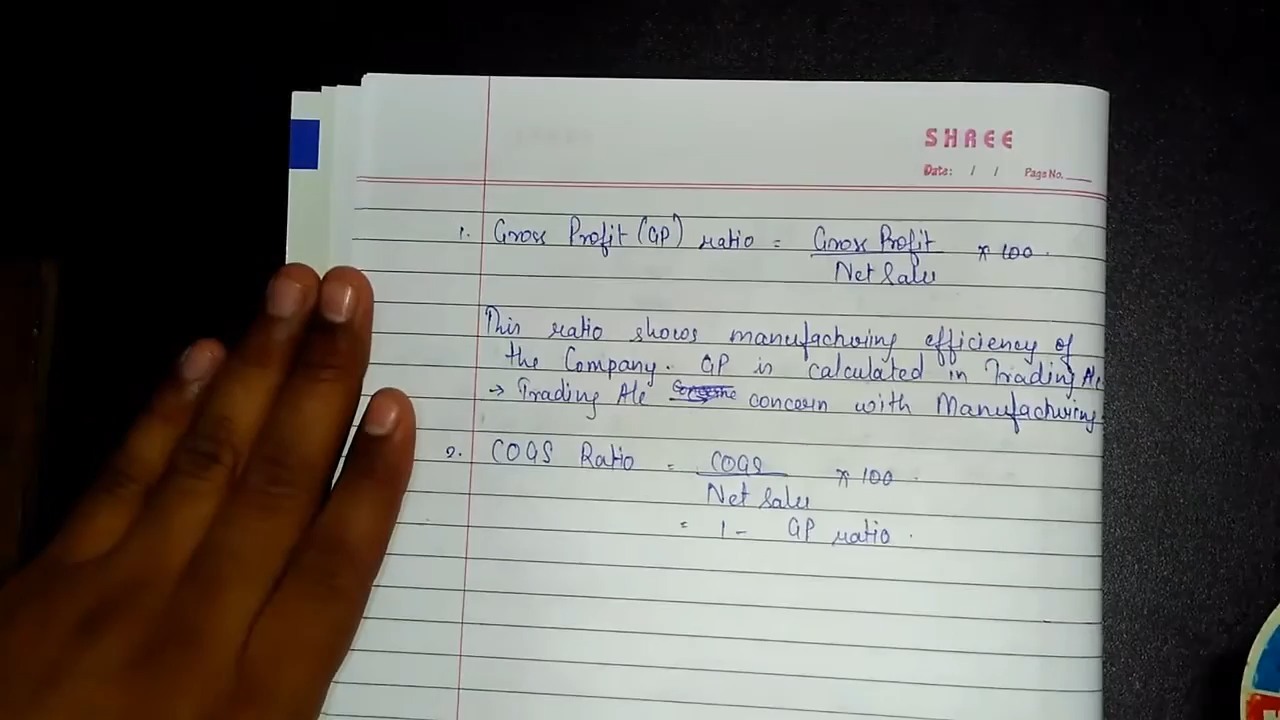 SHREE
Date: / / Page No.
1. Gross Profit (GP) ratio = Gross Profit / Net Sales * 100.
This ratio shows manufacturing efficiency of
the Company. GP is calculated in Trading A/c
→ Trading A/c concern with Manufacturing
2. COGS Ratio = COGS / Net Sales * 100.
= 1 - GP ratio.